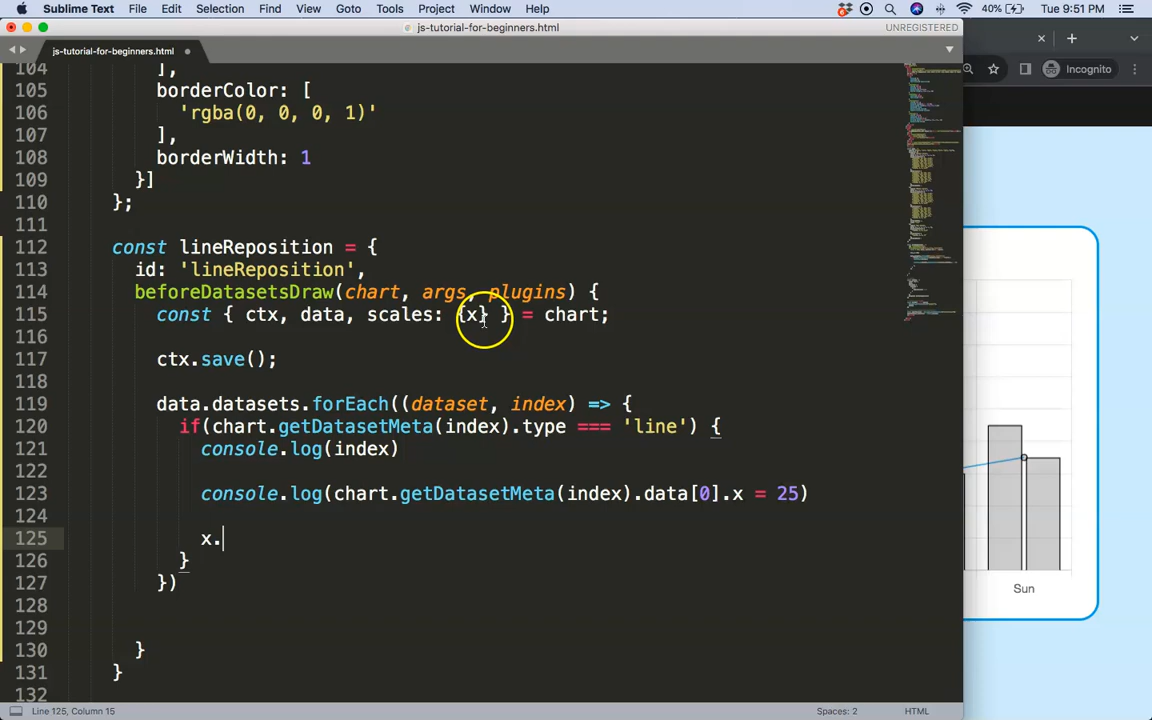 Sublime Text File Edit Selection Find View Goto Tools Project Window Help 40% Tue 9:51 PM
js-tutorial-for-beginners.html UNREGISTERED
js-tutorial-for-beginners.html
Incognito
104 ],
105 borderColor: [
106 'rgba(0, 0, 0, 1)'
107 ],
108 borderWidth: 1
109 }]
110 };
111
112 const lineReposition = {
113 id: 'lineReposition',
114 beforeDatasetsDraw(chart, args, plugins) {
115 const { ctx, data, scales: {x} } = chart;
116
117 ctx.save();
118
119 data.datasets.forEach((dataset, index) => {
120 if(chart.getDatasetMeta(index).type === 'line') {
121 console.log(index)
122
123 console.log(chart.getDatasetMeta(index).data[0].x = 25)
124
125 x.
126 }
127 })
128
129
130 }
131 }
132
Sun
Line 125, Column 15 Spaces: 2 HTML